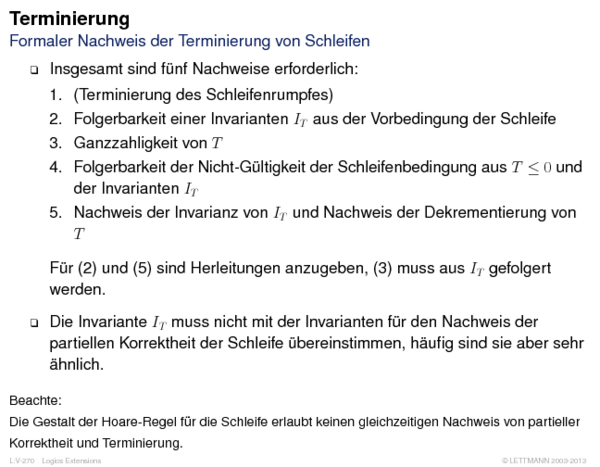 Terminierung
Formaler Nachweis der Terminierung von Schleifen
❑ Insgesamt sind fünf Nachweise erforderlich:
1. (Terminierung des Schleifenrumpfes)
2. Folgerbarkeit einer Invarianten I_T aus der Vorbedingung der Schleife
3. Ganzzahligkeit von T
4. Folgerbarkeit der Nicht-Gültigkeit der Schleifenbedingung aus T ≤ 0 und
der Invarianten I_T
5. Nachweis der Invarianz von I_T und Nachweis der Dekrementierung von
T
Für (2) und (5) sind Herleitungen anzugeben, (3) muss aus I_T gefolgert
werden.
❑ Die Invariante I_T muss nicht mit der Invarianten für den Nachweis der
partiellen Korrektheit der Schleife übereinstimmen, häufig sind sie aber sehr
ähnlich.
Beachte:
Die Gestalt der Hoare-Regel für die Schleife erlaubt keinen gleichzeitigen Nachweis von partieller
Korrektheit und Terminierung.
L:V-270 Logics Extensions © LETTMANN 2003-2013